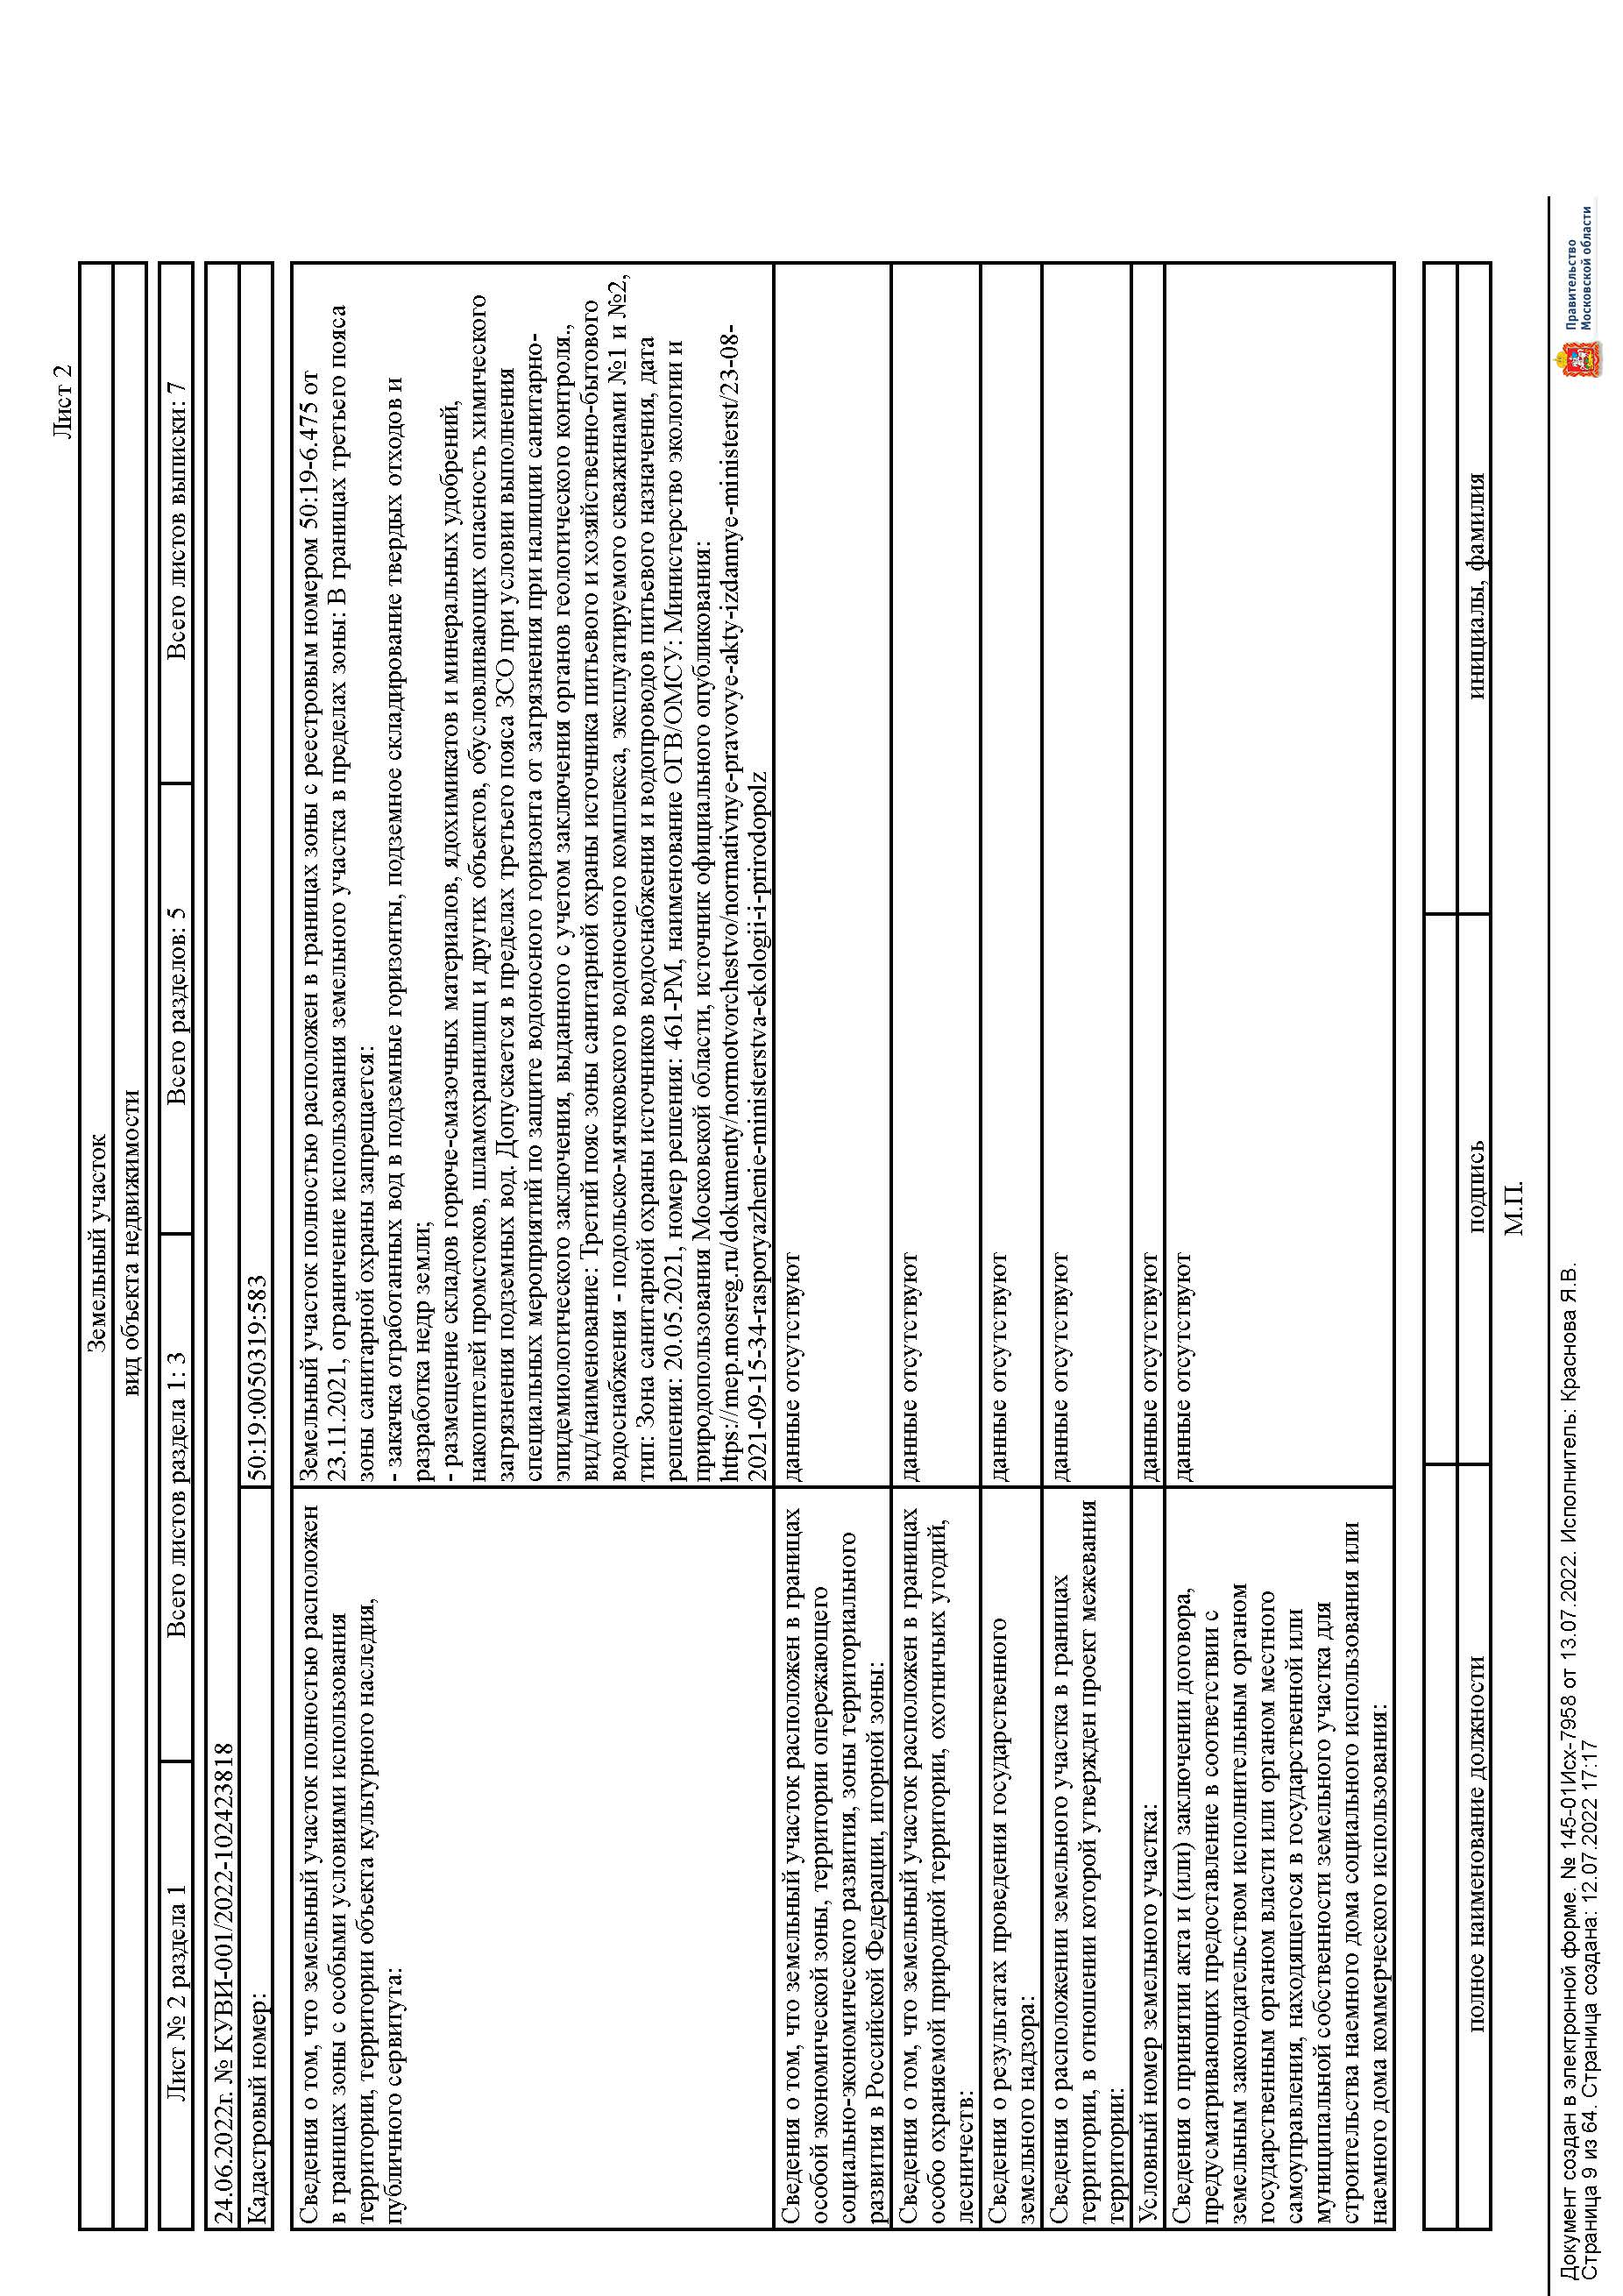 Лист 2
Земельный участок
вид объекта недвижимости
Лист № 2 раздела 1
Всего листов раздела 1: 3
Всего разделов: 5
Всего листов выписки: 7
24.06.2022г. № КУВИ-001/2022-102423818
Кадастровый номер:
50:19:0050319:583
Сведения о том, что земельный участок полностью расположен
в границах зоны с особыми условиями использования
территории, территории объекта культурного наследия,
публичного сервитута:
Земельный участок полностью расположен в границах зоны с реестровым номером 50:19-6.475 от
23.11.2021, ограничение использования земельного участка в пределах зоны: В границах третьего пояса
зоны санитарной охраны запрещается:
- закачка отработанных вод в подземные горизонты, подземное складирование твердых отходов и
разработка недр земли;
- размещение складов горюче-смазочных материалов, ядохимикатов и минеральных удобрений,
накопителей промстоков, шламохранилищ и других объектов, обусловливающих опасность химического
загрязнения подземных вод. Допускается в пределах третьего пояса ЗСО при условии выполнения
специальных мероприятий по защите водоносного горизонта от загрязнения при налиции санитарно-
эпидемиологического заключения, выданного с учетом заключения органов геологического контроля.,
вид/наименование: Третий пояс зоны санитарной охраны источника питьевого и хозяйственно-бытового
водоснабжения - подольско-мячковского водоносного комплекса, эксплуатируемого скважинами №1 и №2,
тип: Зона санитарной охраны источников водоснабжения и водопроводов питьевого назначения, дата
решения: 20.05.2021, номер решения: 461-РМ, наименование ОГВ/ОМСУ: Министерство экологии и
природопользования Московской области, источник официального опубликования:
https://mep.mosreg.ru/dokumenty/normotvorchestvo/normativnye-pravovye-akty-izdannye-ministerst/23-08-
2021-09-15-34-rasporyazhenie-ministerstva-ekologii-i-prirodopolz
Сведения о том, что земельный участок расположен в границах
особой экономической зоны, территории опережающего
социально-экономического развития, зоны территориального
развития в Российской Федерации, игорной зоны:
данные отсутствуют
Сведения о том, что земельный участок расположен в границах
особо охраняемой природной территории, охотничьих угодий,
лесничеств:
данные отсутствуют
Сведения о результатах проведения государственного
земельного надзора:
данные отсутствуют
Сведения о расположении земельного участка в границах
территории, в отношении которой утвержден проект межевания
территории:
данные отсутствуют
Условный номер земельного участка:
данные отсутствуют
Сведения о принятии акта и (или) заключении договора,
предусматривающих предоставление в соответствии с
земельным законодательством исполнительным органом
государственным органом власти или органом местного
самоуправления, находящегося в государственной или
муниципальной собственности земельного участка для
строительства наемного дома социального использования или
наемного дома коммерческого использования:
данные отсутствуют
полное наименование должности
подпись
инициалы, фамилия
М.П.
Документ создан в электронной форме. № 145-01Исх-7958 от 13.07.2022. Исполнитель: Краснова Я.В.
Страница 9 из 64. Страница создана: 12.07.2022 17:17
Правительство
Московской области